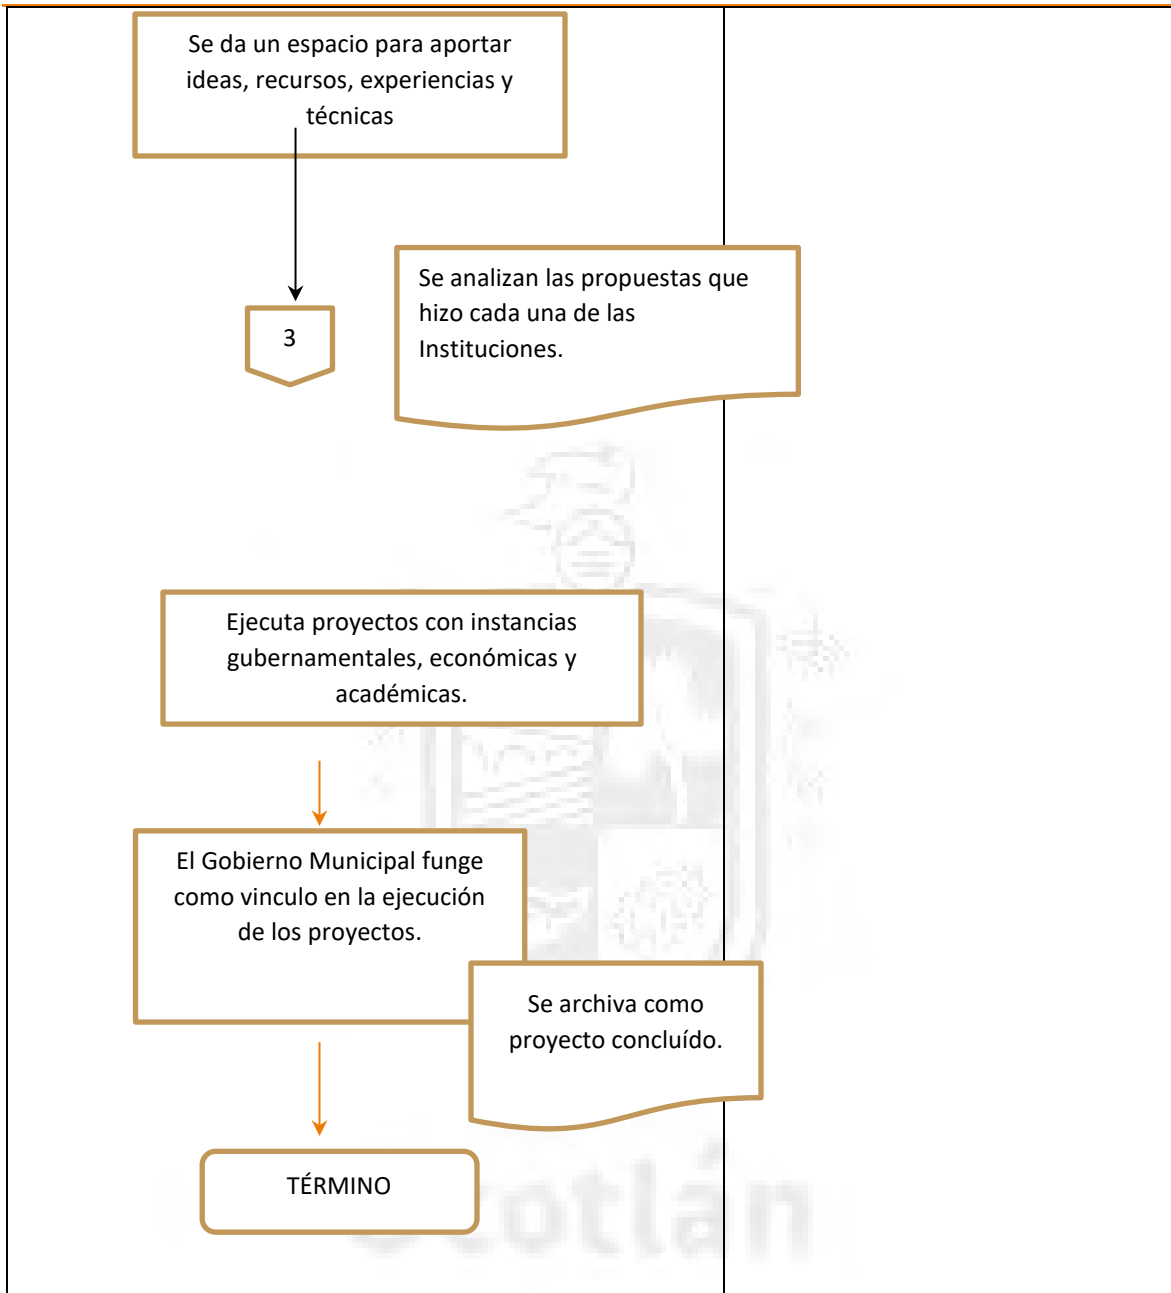 Se da un espacio para aportar
ideas, recursos, experiencias y
técnicas
Se analizan las propuestas que
hizo cada una de las
Instituciones.
3
Ejecuta proyectos con instancias
gubernamentales, económicas y
académicas.
El Gobierno Municipal funge
como vinculo en la ejecución
de los proyectos.
Se archiva como
proyecto concluído.
TÉRMINO
Ocotlán